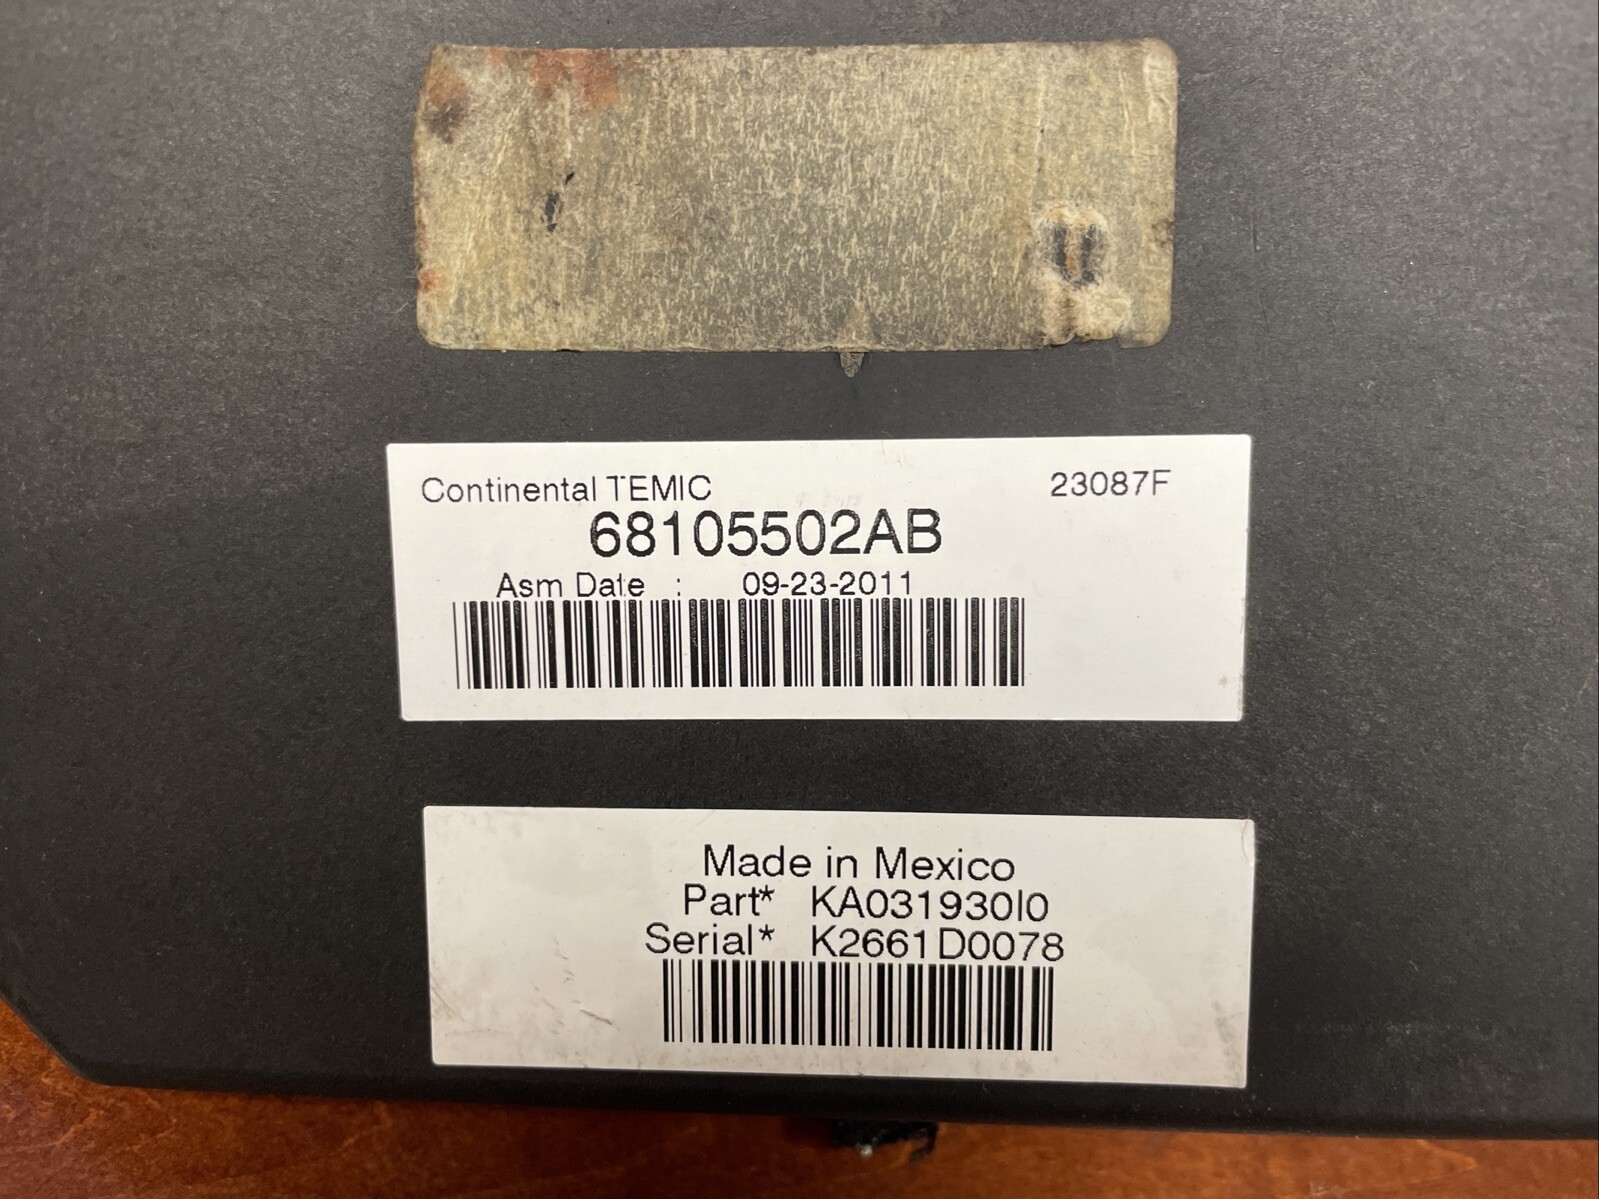 Continental TEMIC 23087F
68105502AB
Asm Date : 09-23-2011
Made in Mexico
Part* KA031930I0
Serial* K2661D0078